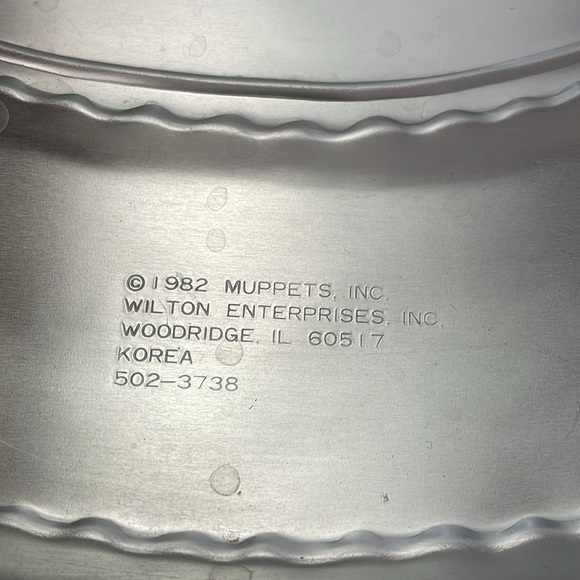 © 1982 MUPPETS, INC.
WILTON ENTERPRISES, INC.
WOODRIDGE, IL 60517
KOREA
502-3738